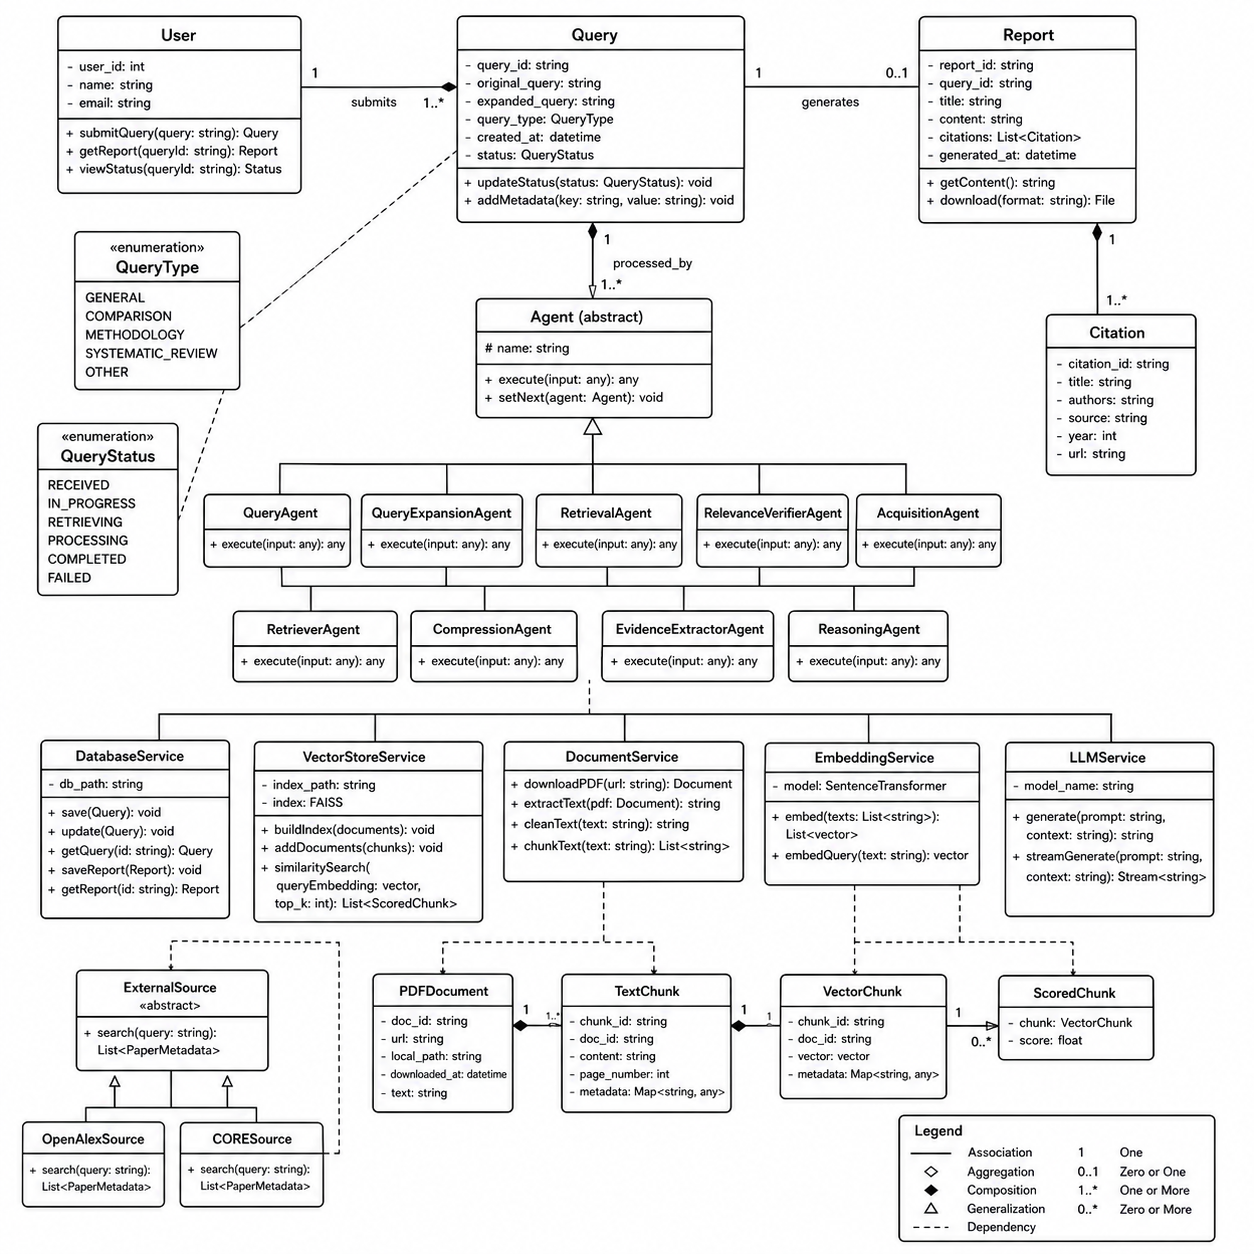 User
- user_id: int
- name: string
- email: string
+ submitQuery(query: string): Query
+ getReport(queryId: string): Report
+ viewStatus(queryId: string): Status
1
submits
1..*
Query
- query_id: string
- original_query: string
- expanded_query: string
- query_type: QueryType
- created_at: datetime
- status: QueryStatus
+ updateStatus(status: QueryStatus): void
+ addMetadata(key: string, value: string): void
1
generates
0..1
Report
- report_id: string
- query_id: string
- title: string
- content: string
- citations: List<Citation>
- generated_at: datetime
+ getContent(): string
+ download(format: string): File
«enumeration»
QueryType
GENERAL
COMPARISON
METHODOLOGY
SYSTEMATIC_REVIEW
OTHER
1
processed_by
1..*
1
1..*
Agent (abstract)
# name: string
+ execute(input: any): any
+ setNext(agent: Agent): void
Citation
- citation_id: string
- title: string
- authors: string
- source: string
- year: int
- url: string
«enumeration»
QueryStatus
RECEIVED
IN_PROGRESS
RETRIEVING
PROCESSING
COMPLETED
FAILED
QueryAgent
+ execute(input: any): any
QueryExpansionAgent
+ execute(input: any): any
RetrievalAgent
+ execute(input: any): any
RelevanceVerifierAgent
+ execute(input: any): any
AcquisitionAgent
+ execute(input: any): any
RetrieverAgent
+ execute(input: any): any
CompressionAgent
+ execute(input: any): any
EvidenceExtractorAgent
+ execute(input: any): any
ReasoningAgent
+ execute(input: any): any
DatabaseService
- db_path: string
+ save(Query): void
+ update(Query): void
+ getQuery(id: string): Query
+ saveReport(Report): void
+ getReport(id: string): Report
VectorStoreService
- index_path: string
- index: FAISS
+ buildIndex(documents): void
+ addDocuments(chunks): void
+ similaritySearch(
queryEmbedding: vector,
top_k: int): List<ScoredChunk>
DocumentService
+ downloadPDF(url: string): Document
+ extractText(pdf: Document): string
+ cleanText(text: string): string
+ chunkText(text: string): List<string>
EmbeddingService
- model: SentenceTransformer
+ embed(texts: List<string>):
List<vector>
+ embedQuery(text: string): vector
LLMService
- model_name: string
+ generate(prompt: string,
context: string): string
+ streamGenerate(prompt: string,
context: string): Stream<string>
ExternalSource
«abstract»
+ search(query: string):
List<PaperMetadata>
PDFDocument
- doc_id: string
- url: string
- local_path: string
- downloaded_at: datetime
- text: string
1
1..*
TextChunk
- chunk_id: string
- doc_id: string
- content: string
- page_number: int
- metadata: Map<string, any>
1
1
VectorChunk
- chunk_id: string
- doc_id: string
- vector: vector
- metadata: Map<string, any>
1
0..*
ScoredChunk
- chunk: VectorChunk
- score: float
OpenAlexSource
+ search(query: string):
List<PaperMetadata>
CORESource
+ search(query: string):
List<PaperMetadata>
Legend
Association 1 One
Aggregation 0..1 Zero or One
Composition 1..* One or More
Generalization 0..* Zero or More
Dependency